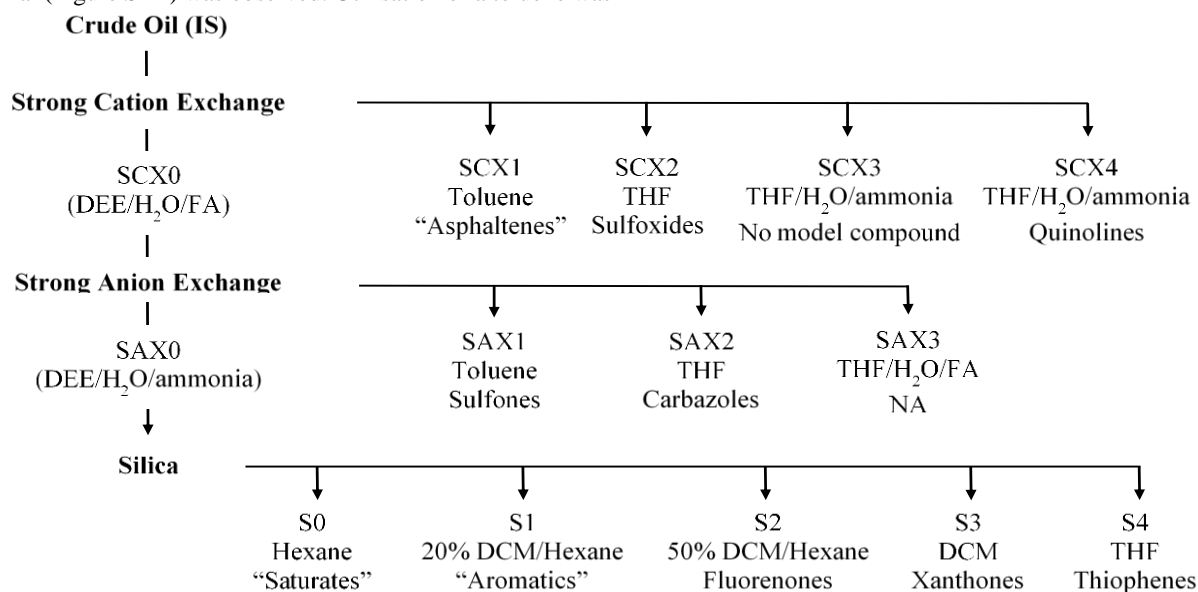 Crude Oil (IS)
Strong Cation Exchange
SCX0
(DEE/H₂O/FA)
SCX1
Toluene
“Asphaltenes”
SCX2
THF
Sulfoxides
SCX3
THF/H₂O/ammonia
No model compound
SCX4
THF/H₂O/ammonia
Quinolines
Strong Anion Exchange
SAX0
(DEE/H₂O/ammonia)
SAX1
Toluene
Sulfones
SAX2
THF
Carbazoles
SAX3
THF/H₂O/FA
NA
Silica
S0
Hexane
“Saturates”
S1
20% DCM/Hexane
“Aromatics”
S2
50% DCM/Hexane
Fluorenones
S3
DCM
Xanthones
S4
THF
Thiophenes